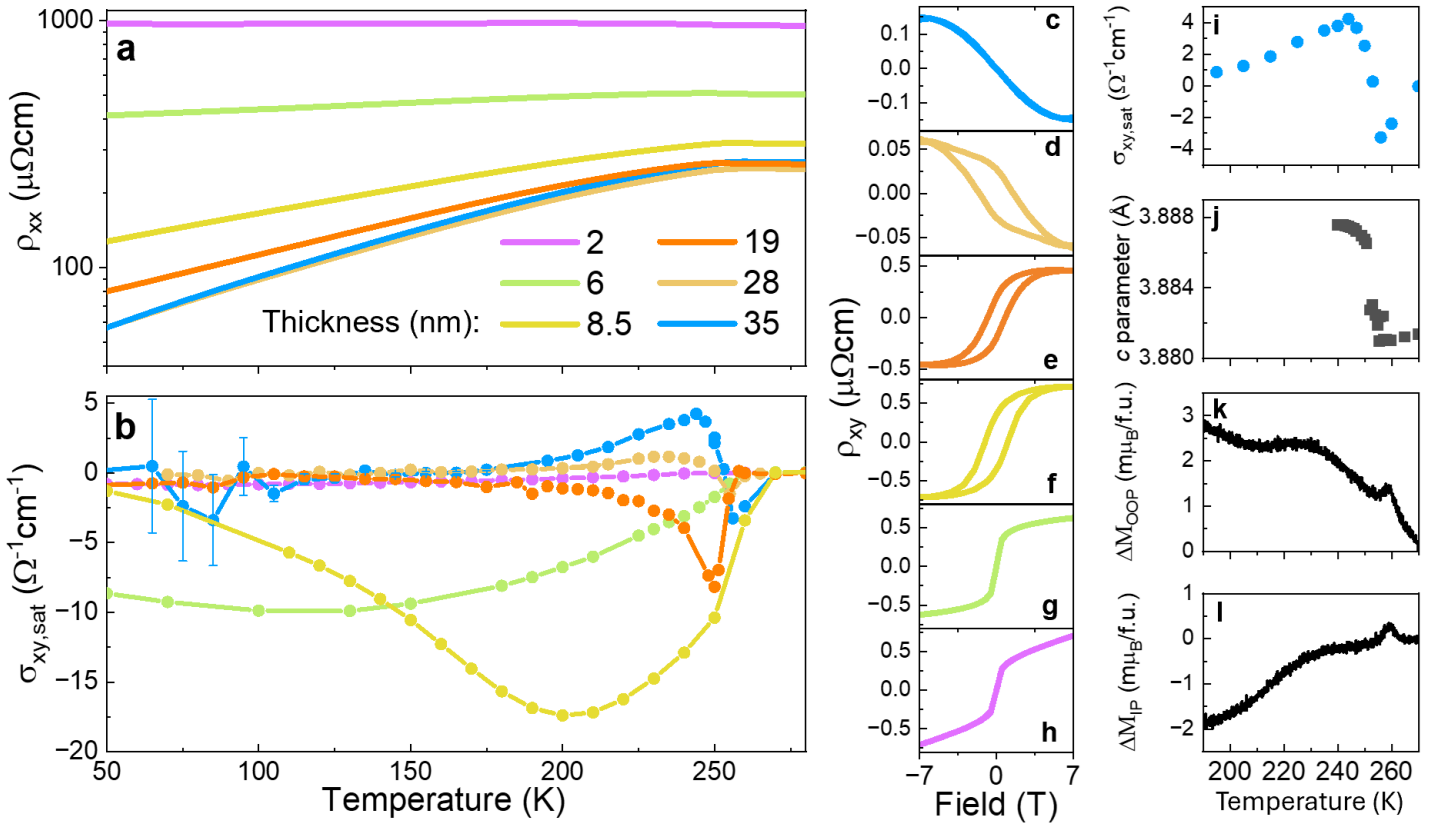 a
1000
100
ρxx (μΩcm)
2
19
6
28
Thickness (nm):
8.5
35
b
5
0
−5
−10
−15
−20
σxy,sat (Ω-1cm-1)
50
100
150
200
250
Temperature (K)
c
0.1
0.0
−0.1
d
0.05
0.00
−0.05
e
0.5
0.0
−0.5
f
0.5
0.0
−0.5
g
0.5
0.0
−0.5
h
0.5
0.0
−0.5
ρxy (μΩcm)
−7
0
7
Field (T)
i
4
2
0
−2
−4
σxy,sat (Ω-1cm-1)
j
3.888
3.884
3.880
c parameter (Å)
k
3
2
1
0
ΔMOOP (mμB/f.u.)
l
1
0
−1
−2
ΔMIP (mμB/f.u.)
200
220
240
260
Temperature (K)